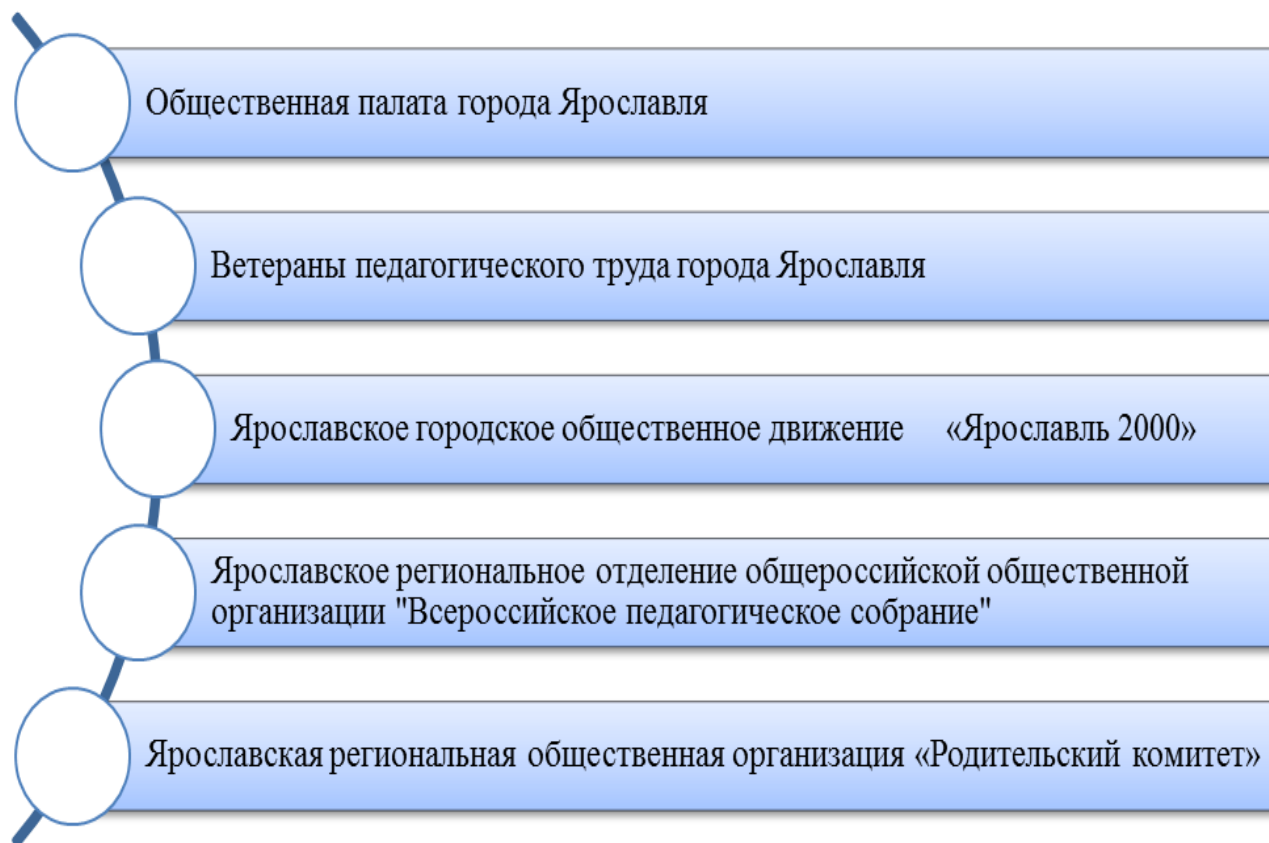 Общественная палата города Ярославля
Ветераны педагогического труда города Ярославля
Ярославское городское общественное движение «Ярославль 2000»
Ярославское региональное отделение общероссийской общественной
организации "Всероссийское педагогическое собрание"
Ярославская региональная общественная организация «Родительский комитет»